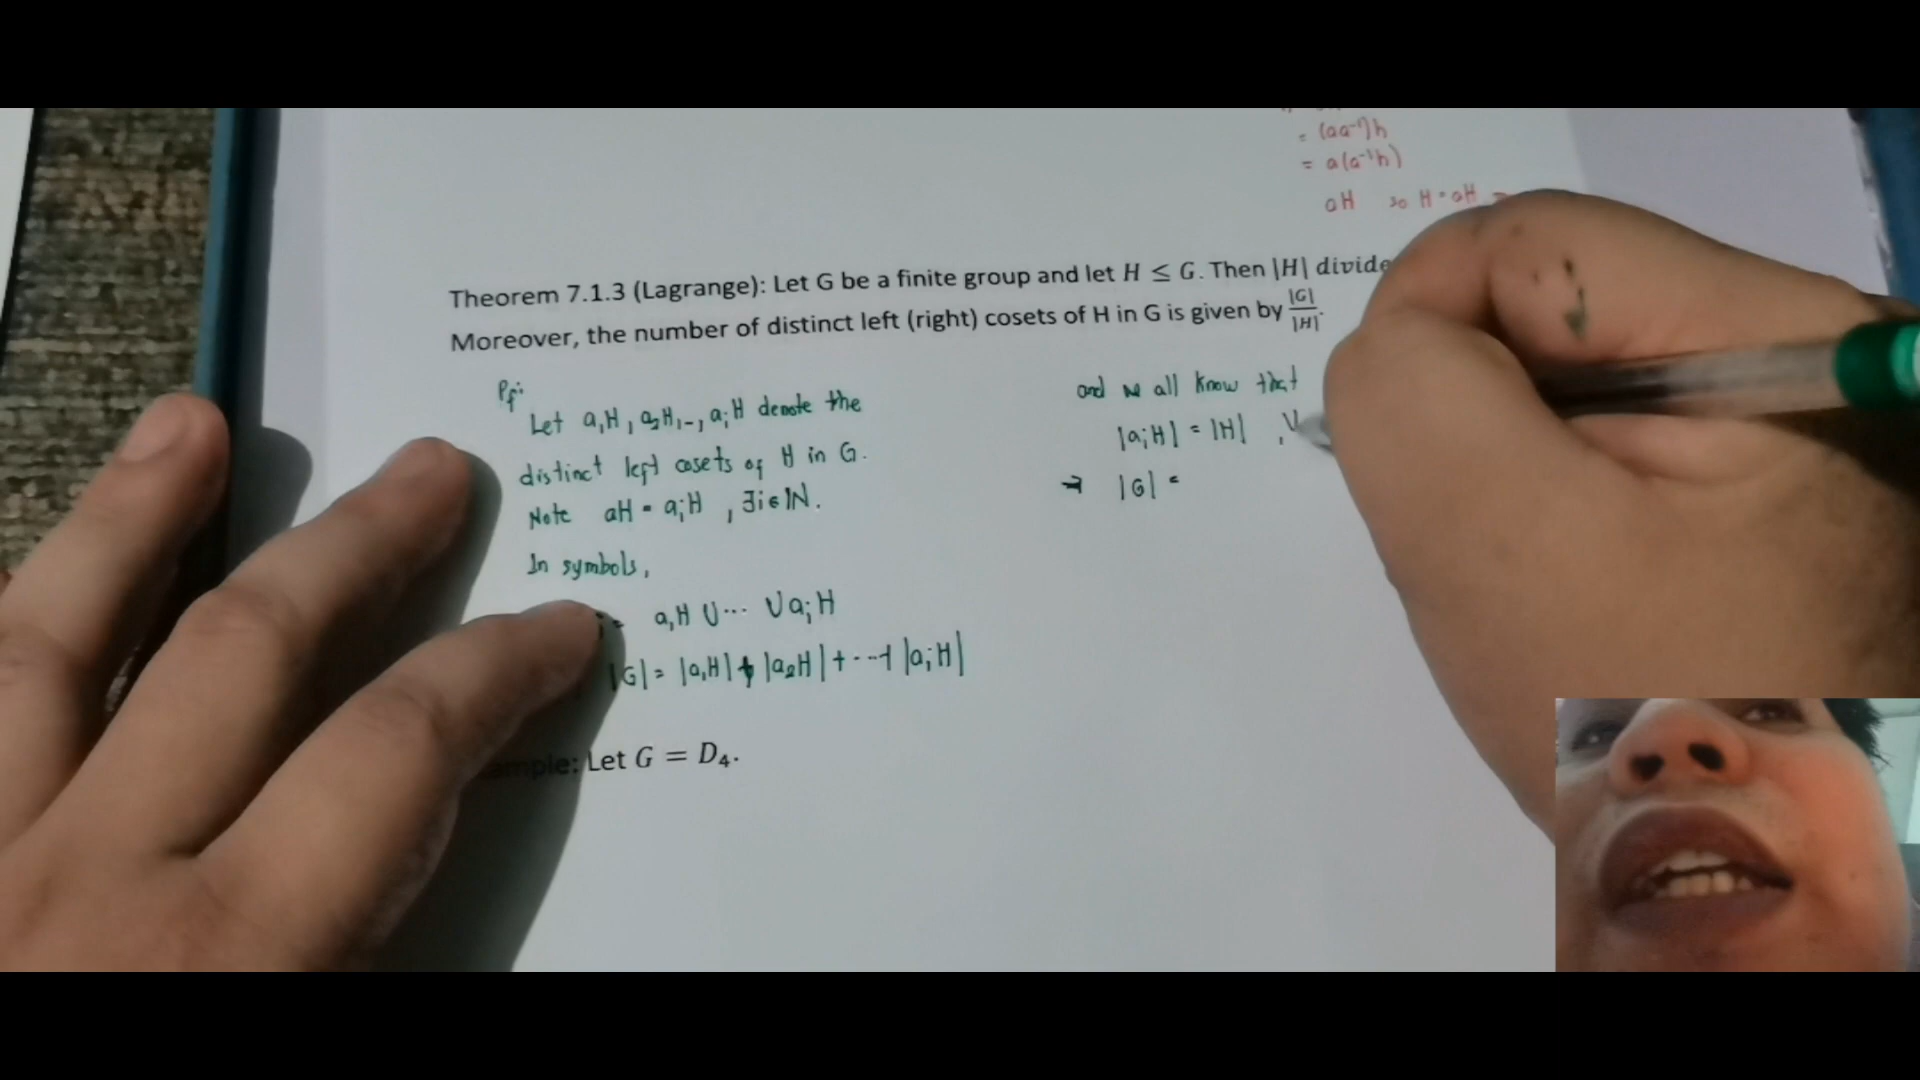 = (aa⁻¹)h
= a(a⁻¹h)
aH so H = aH
Theorem 7.1.3 (Lagrange): Let G be a finite group and let H ≤ G. Then |H| divide
Moreover, the number of distinct left (right) cosets of H in G is given by |G|/|H|.
Pf:
Let a₁H, a₂H, -, aᵢH denote the
distinct left cosets of H in G.
Note aH = aᵢH , ∃i∈ℕ.
In symbols,
= a₁H ∪ ... ∪ aᵢH
|G| = |a₁H| + |a₂H| + ... + |aᵢH|
and we all know that
|aᵢH| = |H| ,
→ |G| =
ample: Let G = D₄.